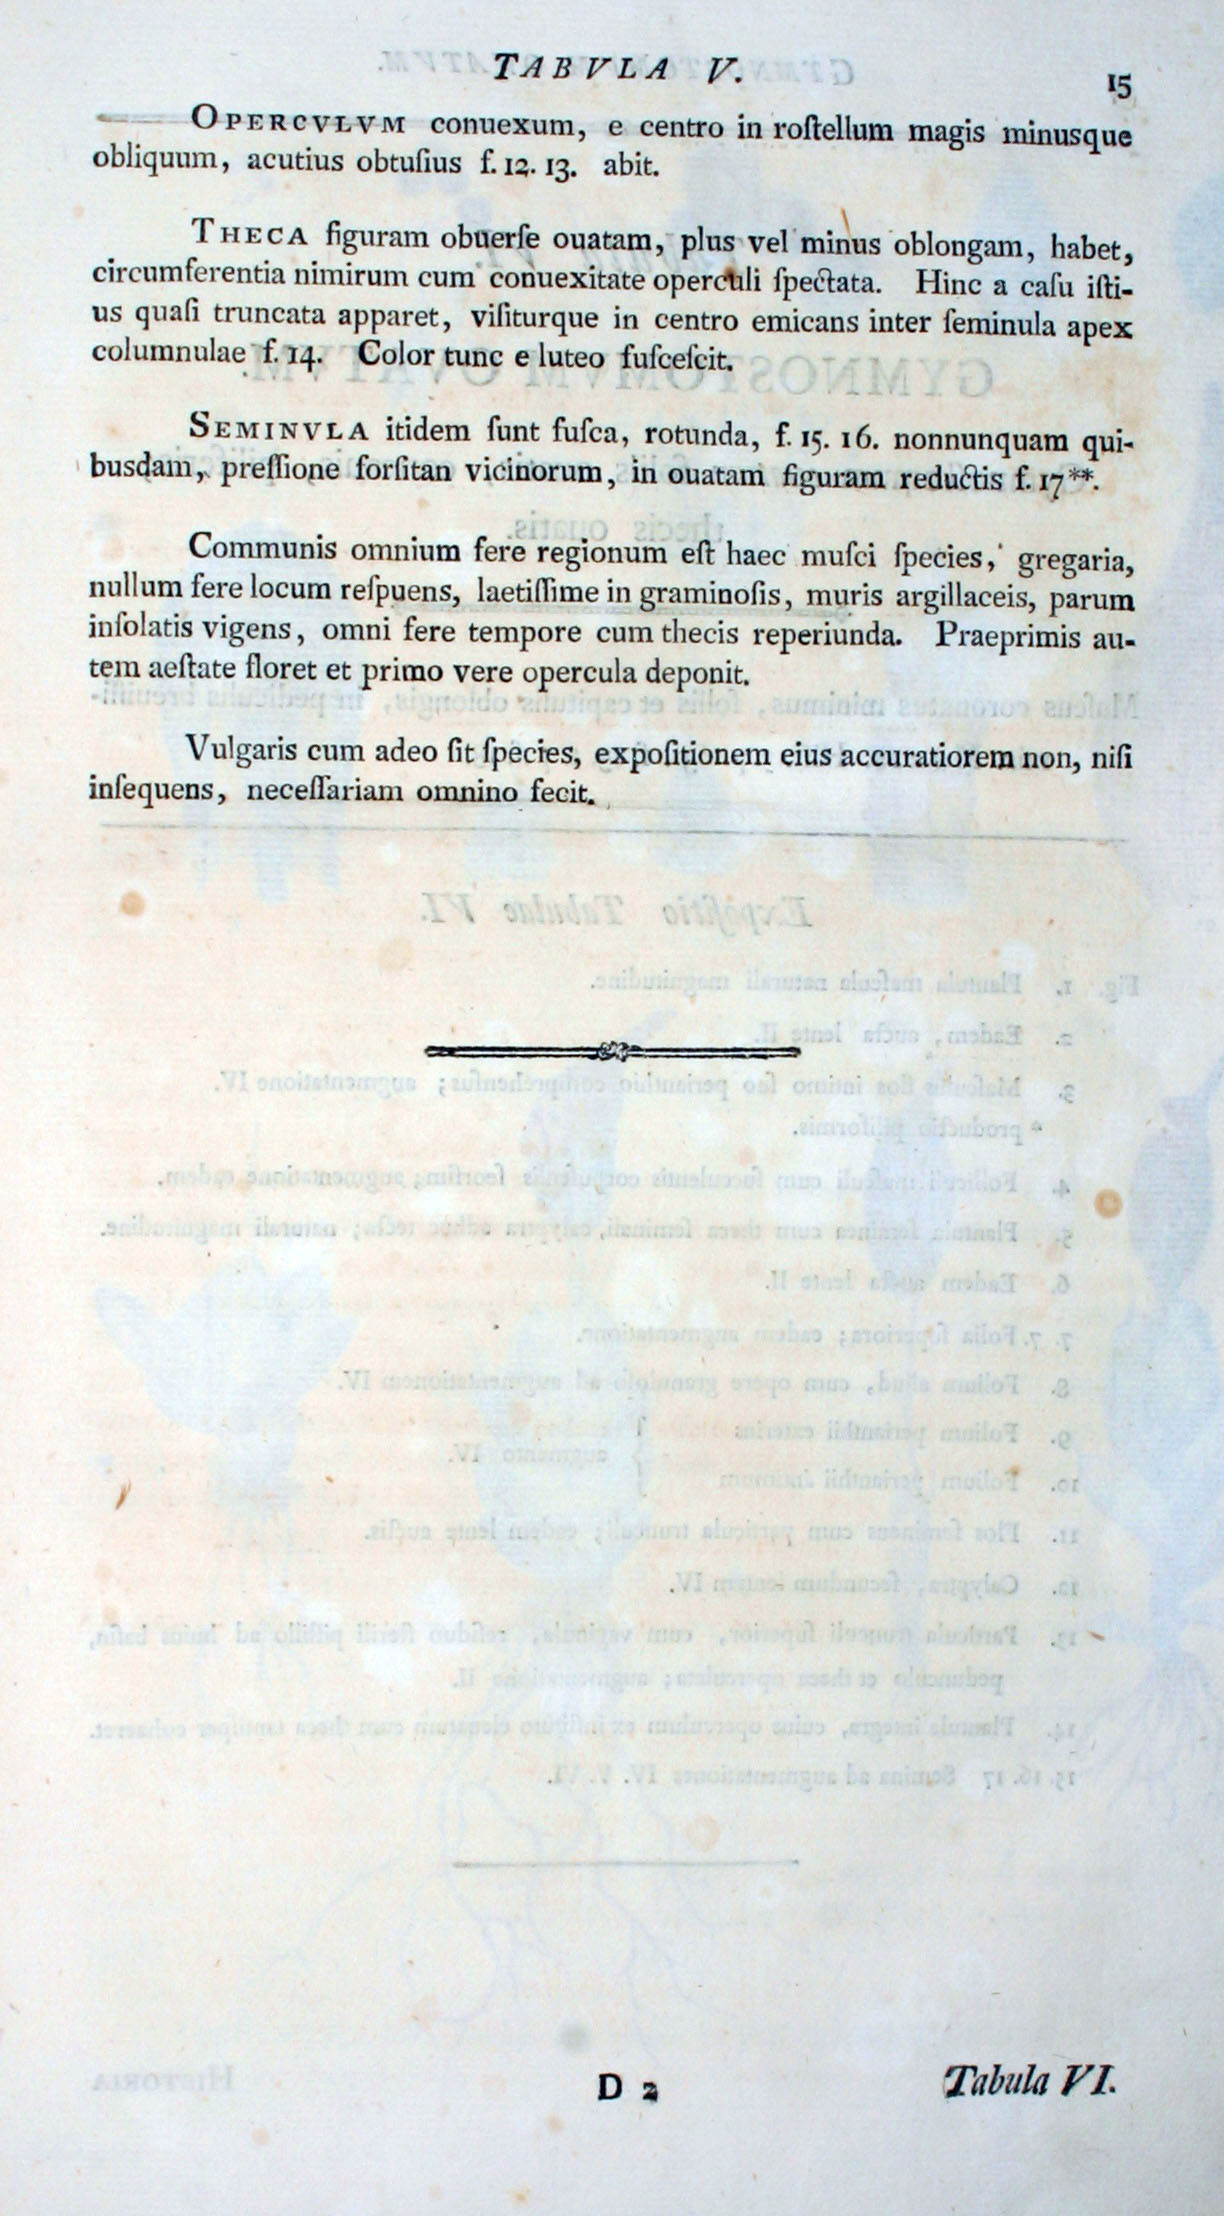 TABVLA V.
15
OPERCVLVM conuexum, e centro in roſtellum magis minusque
obliquum, acutius obtuſius f. 12. 13. abit.
THECA figuram obuerſe ouatam, plus vel minus oblongam, habet,
circumferentia nimirum cum conuexitate operculi ſpectata. Hinc a caſu iſti-
us quaſi truncata apparet, viſiturque in centro emicans inter ſeminula apex
columnulae f. 14. Color tunc e luteo fuſceſcit.
SEMINVLA itidem ſunt fuſca, rotunda, f. 15. 16. nonnunquam qui-
busdam, preſſione forſitan vicinorum, in ouatam figuram reductis f. 17**.
Communis omnium fere regionum eſt haec muſci ſpecies, gregaria,
nullum fere locum reſpuens, laetiſſime in graminoſis, muris argillaceis, parum
inſolatis vigens, omni fere tempore cum thecis reperiunda. Praeprimis au-
tem aeſtate floret et primo vere opercula deponit.
Vulgaris cum adeo ſit ſpecies, expoſitionem eius accuratiorem non, niſi
inſequens, neceſſariam omnino fecit.
D 2
Tabula VI.